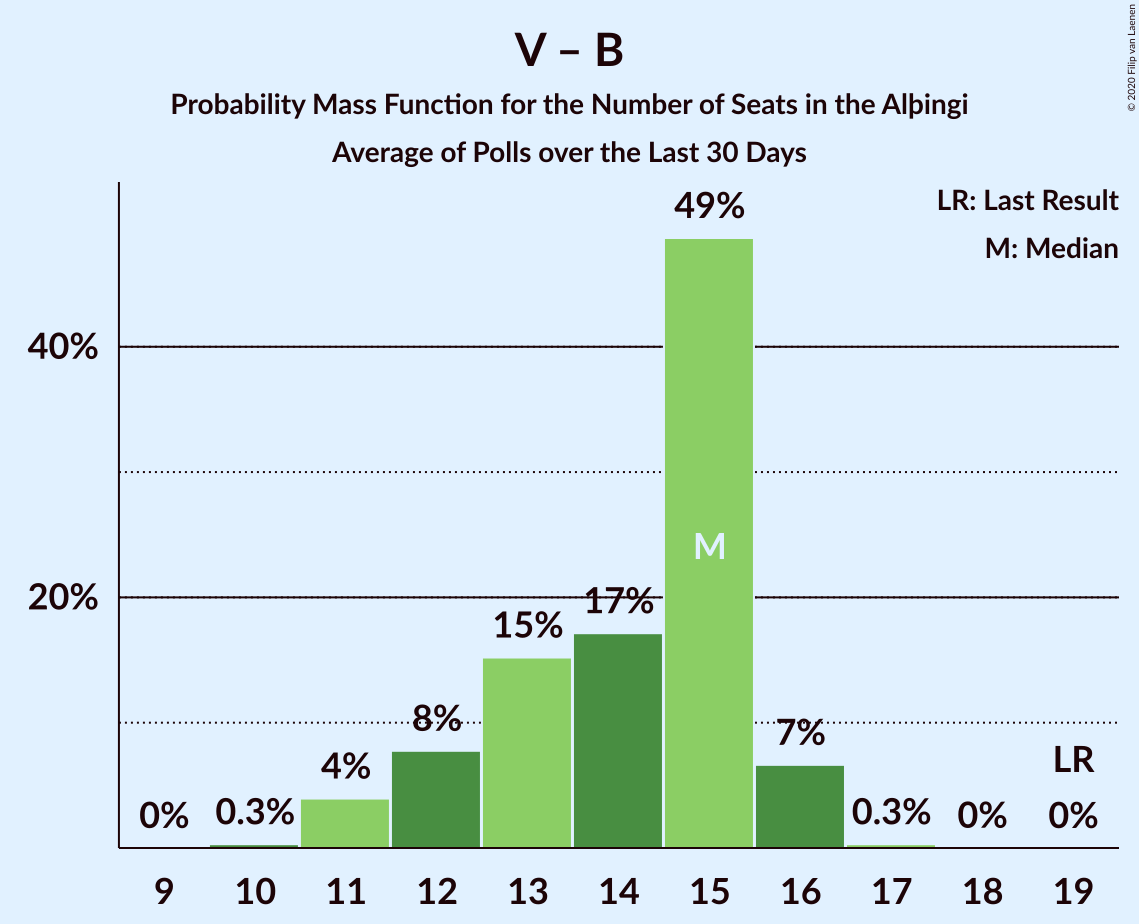 V – B
Probability Mass Function for the Number of Seats in the Alþingi
Average of Polls over the Last 30 Days
© 2020 Filip van Laenen
LR: Last Result
M: Median
40%
20%
0%
0.3%
4%
8%
15%
17%
49%
M
7%
0.3%
0%
LR
0%
9 10 11 12 13 14 15 16 17 18 19